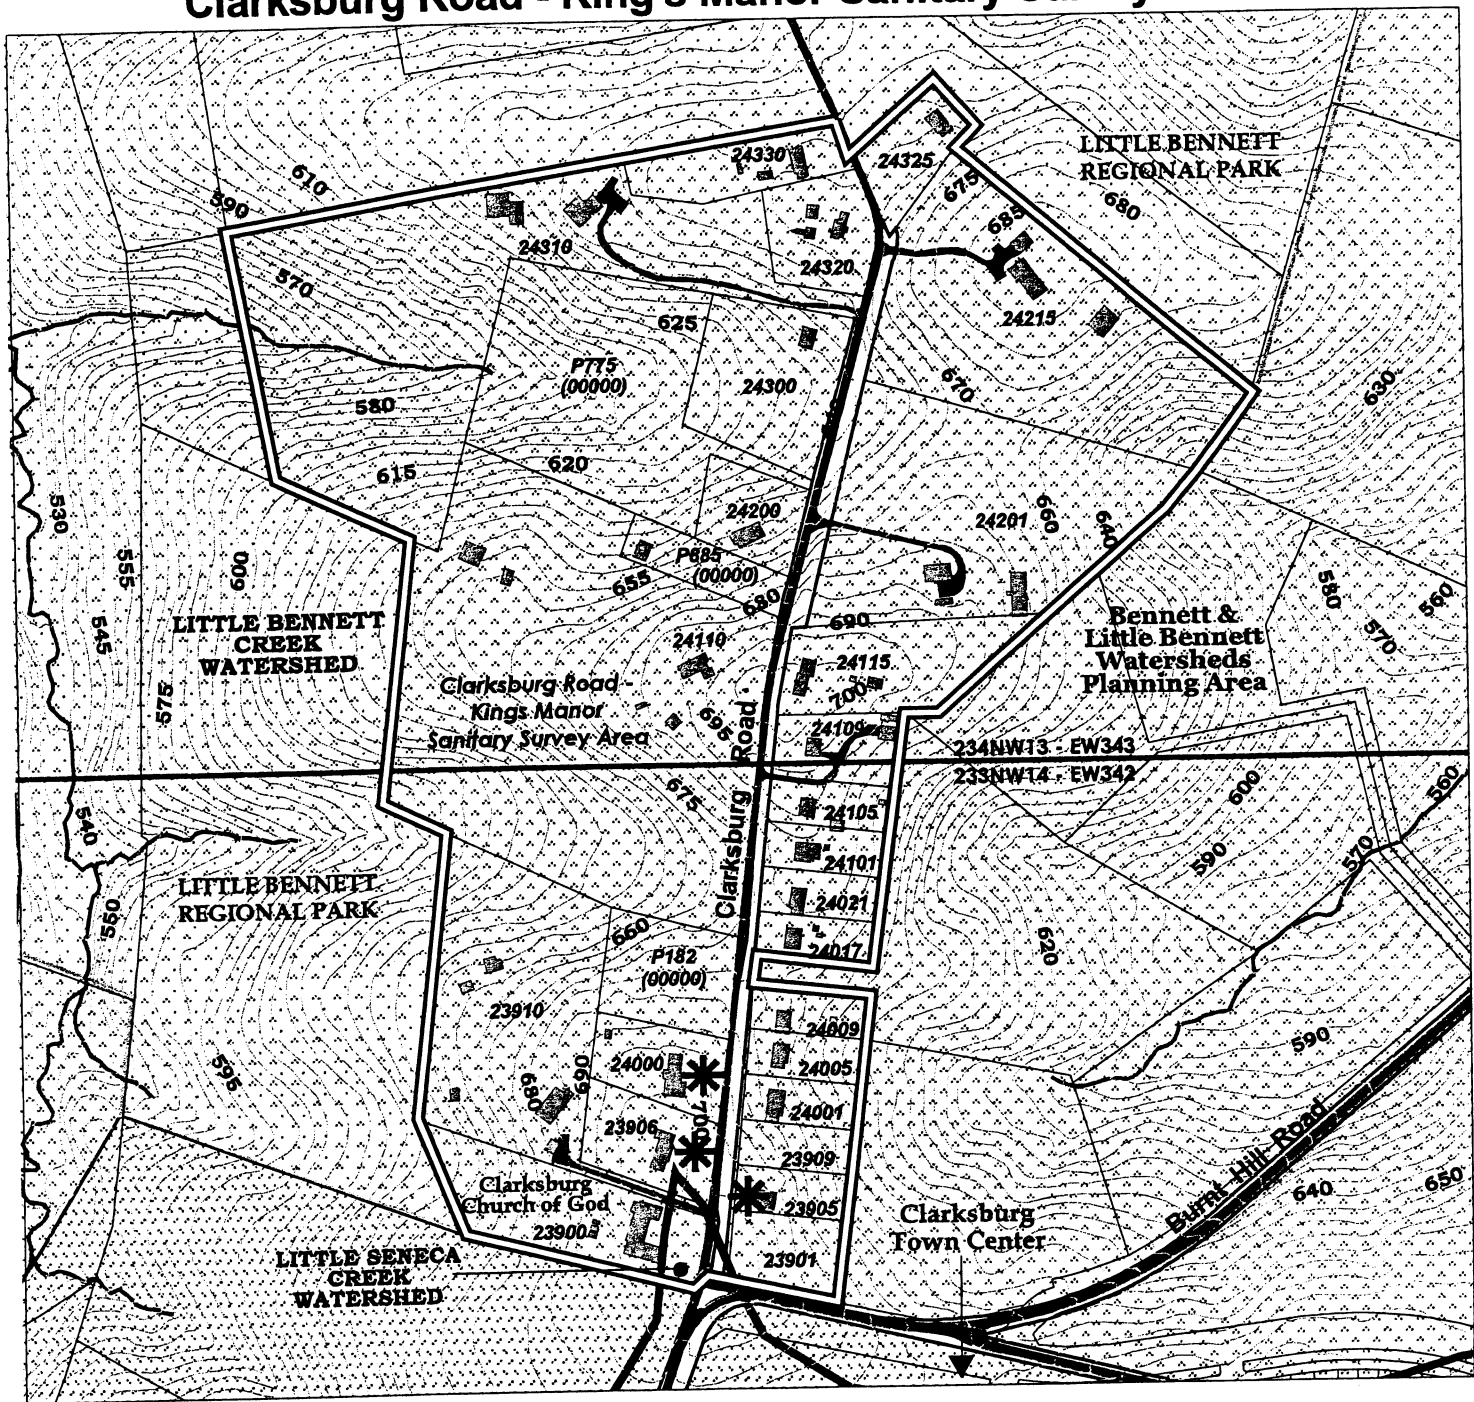 Clarksburg Road - King's Manor Sanitary Survey
24330
24325
LITTLE BENNETT
REGIONAL PARK
610
590
675
685
680
24310
24320
570
625
24215
P775
(00000)
24300
670
630
580
615
620
530
24200
24201
660
640
555
600
P885
(00000)
655
680
580
560
545
LITTLE BENNETT
CREEK
WATERSHED
690
Bennett &
Little Bennett
Watersheds
Planning Area
570
24110
24115
575
Clarksburg Road -
Kings Manor
Sanitary Survey Area
700
695
24109
234NW13 - EW343
233NW14 - EW342
675
600
560
540
24105
Clarksburg Road
24101
590
570
LITTLE BENNETT
REGIONAL PARK
24021
550
660
24017
620
P182
(00000)
23910
24009
590
24000
690
24005
595
680
700
24001
23906
23909
Burnt Hill Road
Clarksburg
Church of God
23905
640
650
23900
Clarksburg
Town Center
23901
LITTLE SENECA
CREEK
WATERSHED